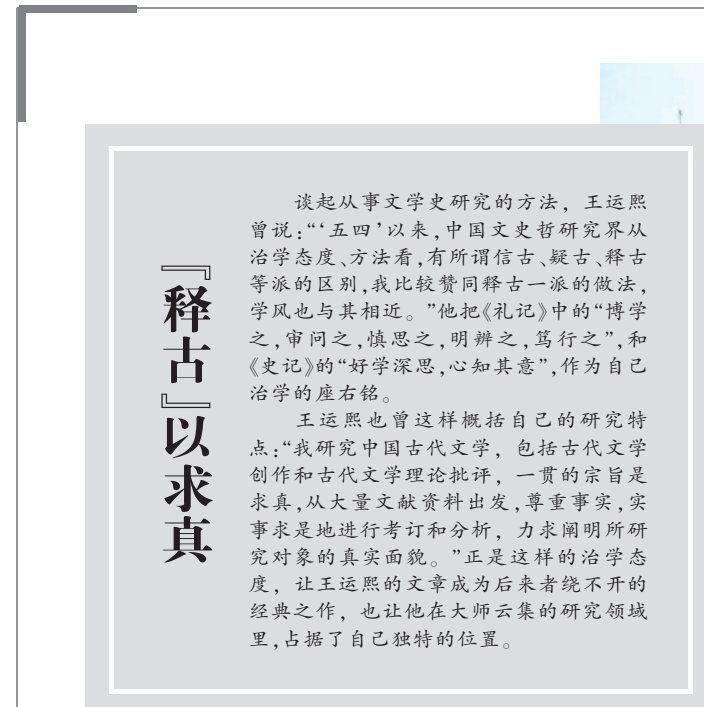 『释古』以求真
谈起从事文学史研究的方法，王运熙
曾说：“‘五四’以来，中国文史哲研究界从
治学态度、方法看，有所谓信古、疑古、释古
等派的区别，我比较赞同释古一派的做法，
学风也与其相近。”他把《礼记》中的“博学
之，审问之，慎思之，明辨之，笃行之”，和
《史记》的“好学深思，心知其意”，作为自己
治学的座右铭。
王运熙也曾这样概括自己的研究特
点：“我研究中国古代文学，包括古代文学
创作和古代文学理论批评，一贯的宗旨是
求真，从大量文献资料出发，尊重事实，实
事求是地进行考订和分析，力求阐明所研
究对象的真实面貌。”正是这样的治学态
度，让王运熙的文章成为后来者绕不开的
经典之作，也让他在大师云集的研究领域
里，占据了自己独特的位置。